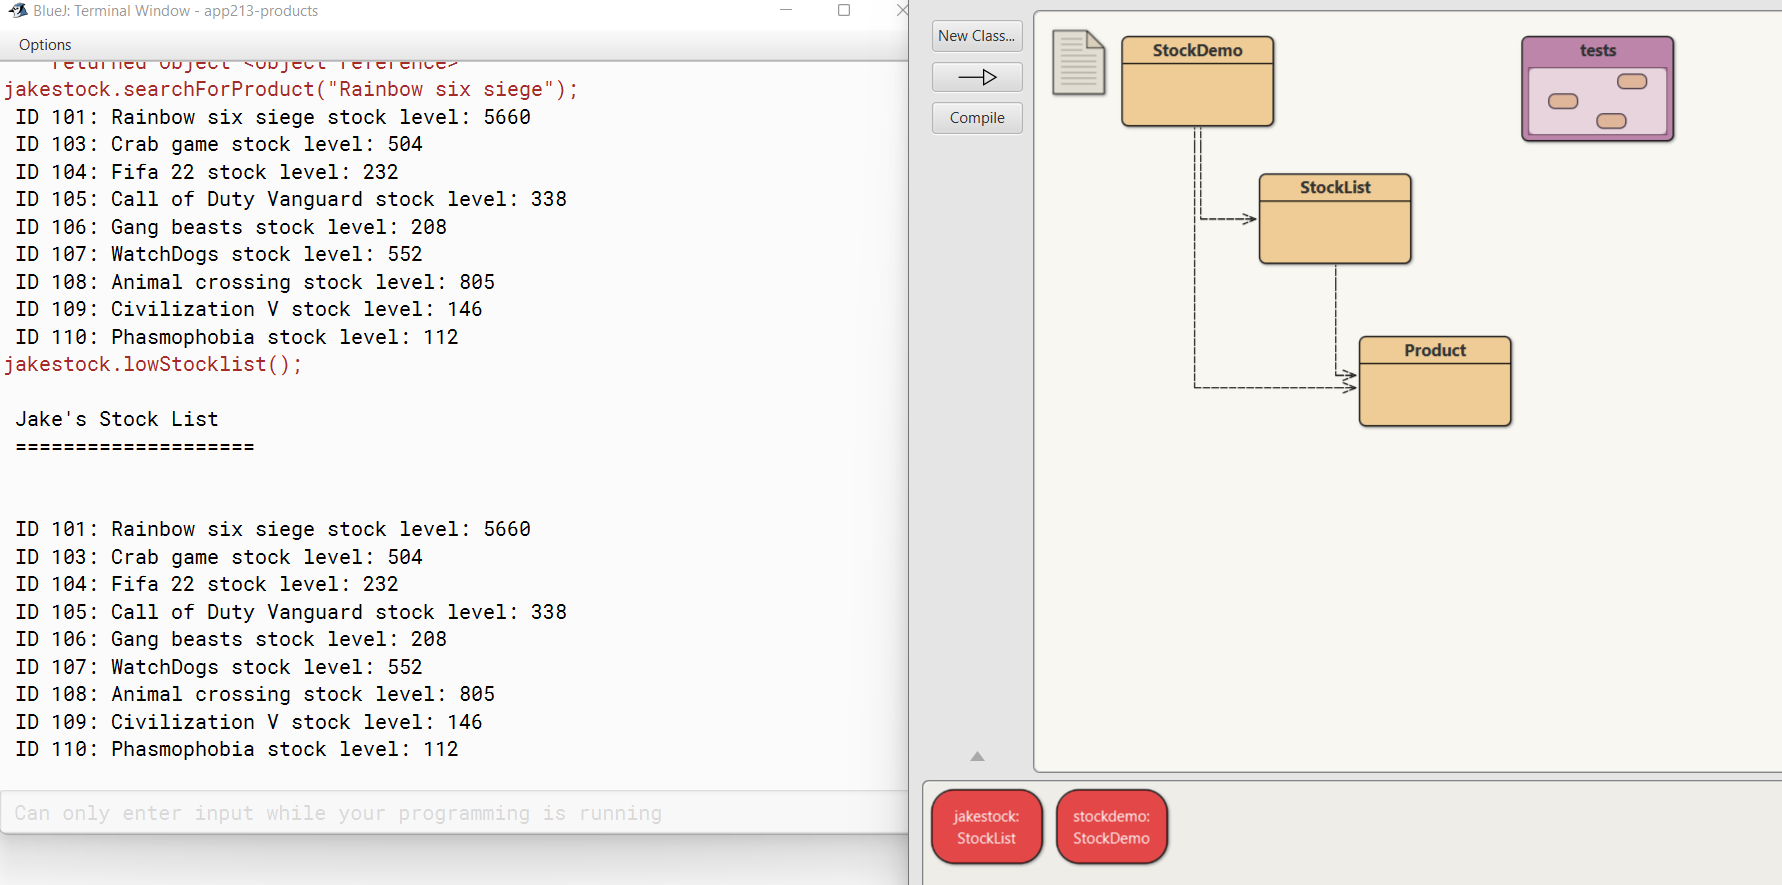 BlueJ: Terminal Window - app213-products
Options
returned object <object reference>
jakestock.searchForProduct("Rainbow six siege");
ID 101: Rainbow six siege stock level: 5660
ID 103: Crab game stock level: 504
ID 104: Fifa 22 stock level: 232
ID 105: Call of Duty Vanguard stock level: 338
ID 106: Gang beasts stock level: 208
ID 107: WatchDogs stock level: 552
ID 108: Animal crossing stock level: 805
ID 109: Civilization V stock level: 146
ID 110: Phasmophobia stock level: 112
jakestock.lowStocklist();
Jake's Stock List
====================
ID 101: Rainbow six siege stock level: 5660
ID 103: Crab game stock level: 504
ID 104: Fifa 22 stock level: 232
ID 105: Call of Duty Vanguard stock level: 338
ID 106: Gang beasts stock level: 208
ID 107: WatchDogs stock level: 552
ID 108: Animal crossing stock level: 805
ID 109: Civilization V stock level: 146
ID 110: Phasmophobia stock level: 112
Can only enter input while your programming is running
New Class...
Compile
StockDemo
tests
StockList
Product
jakestock:
StockList
stockdemo:
StockDemo